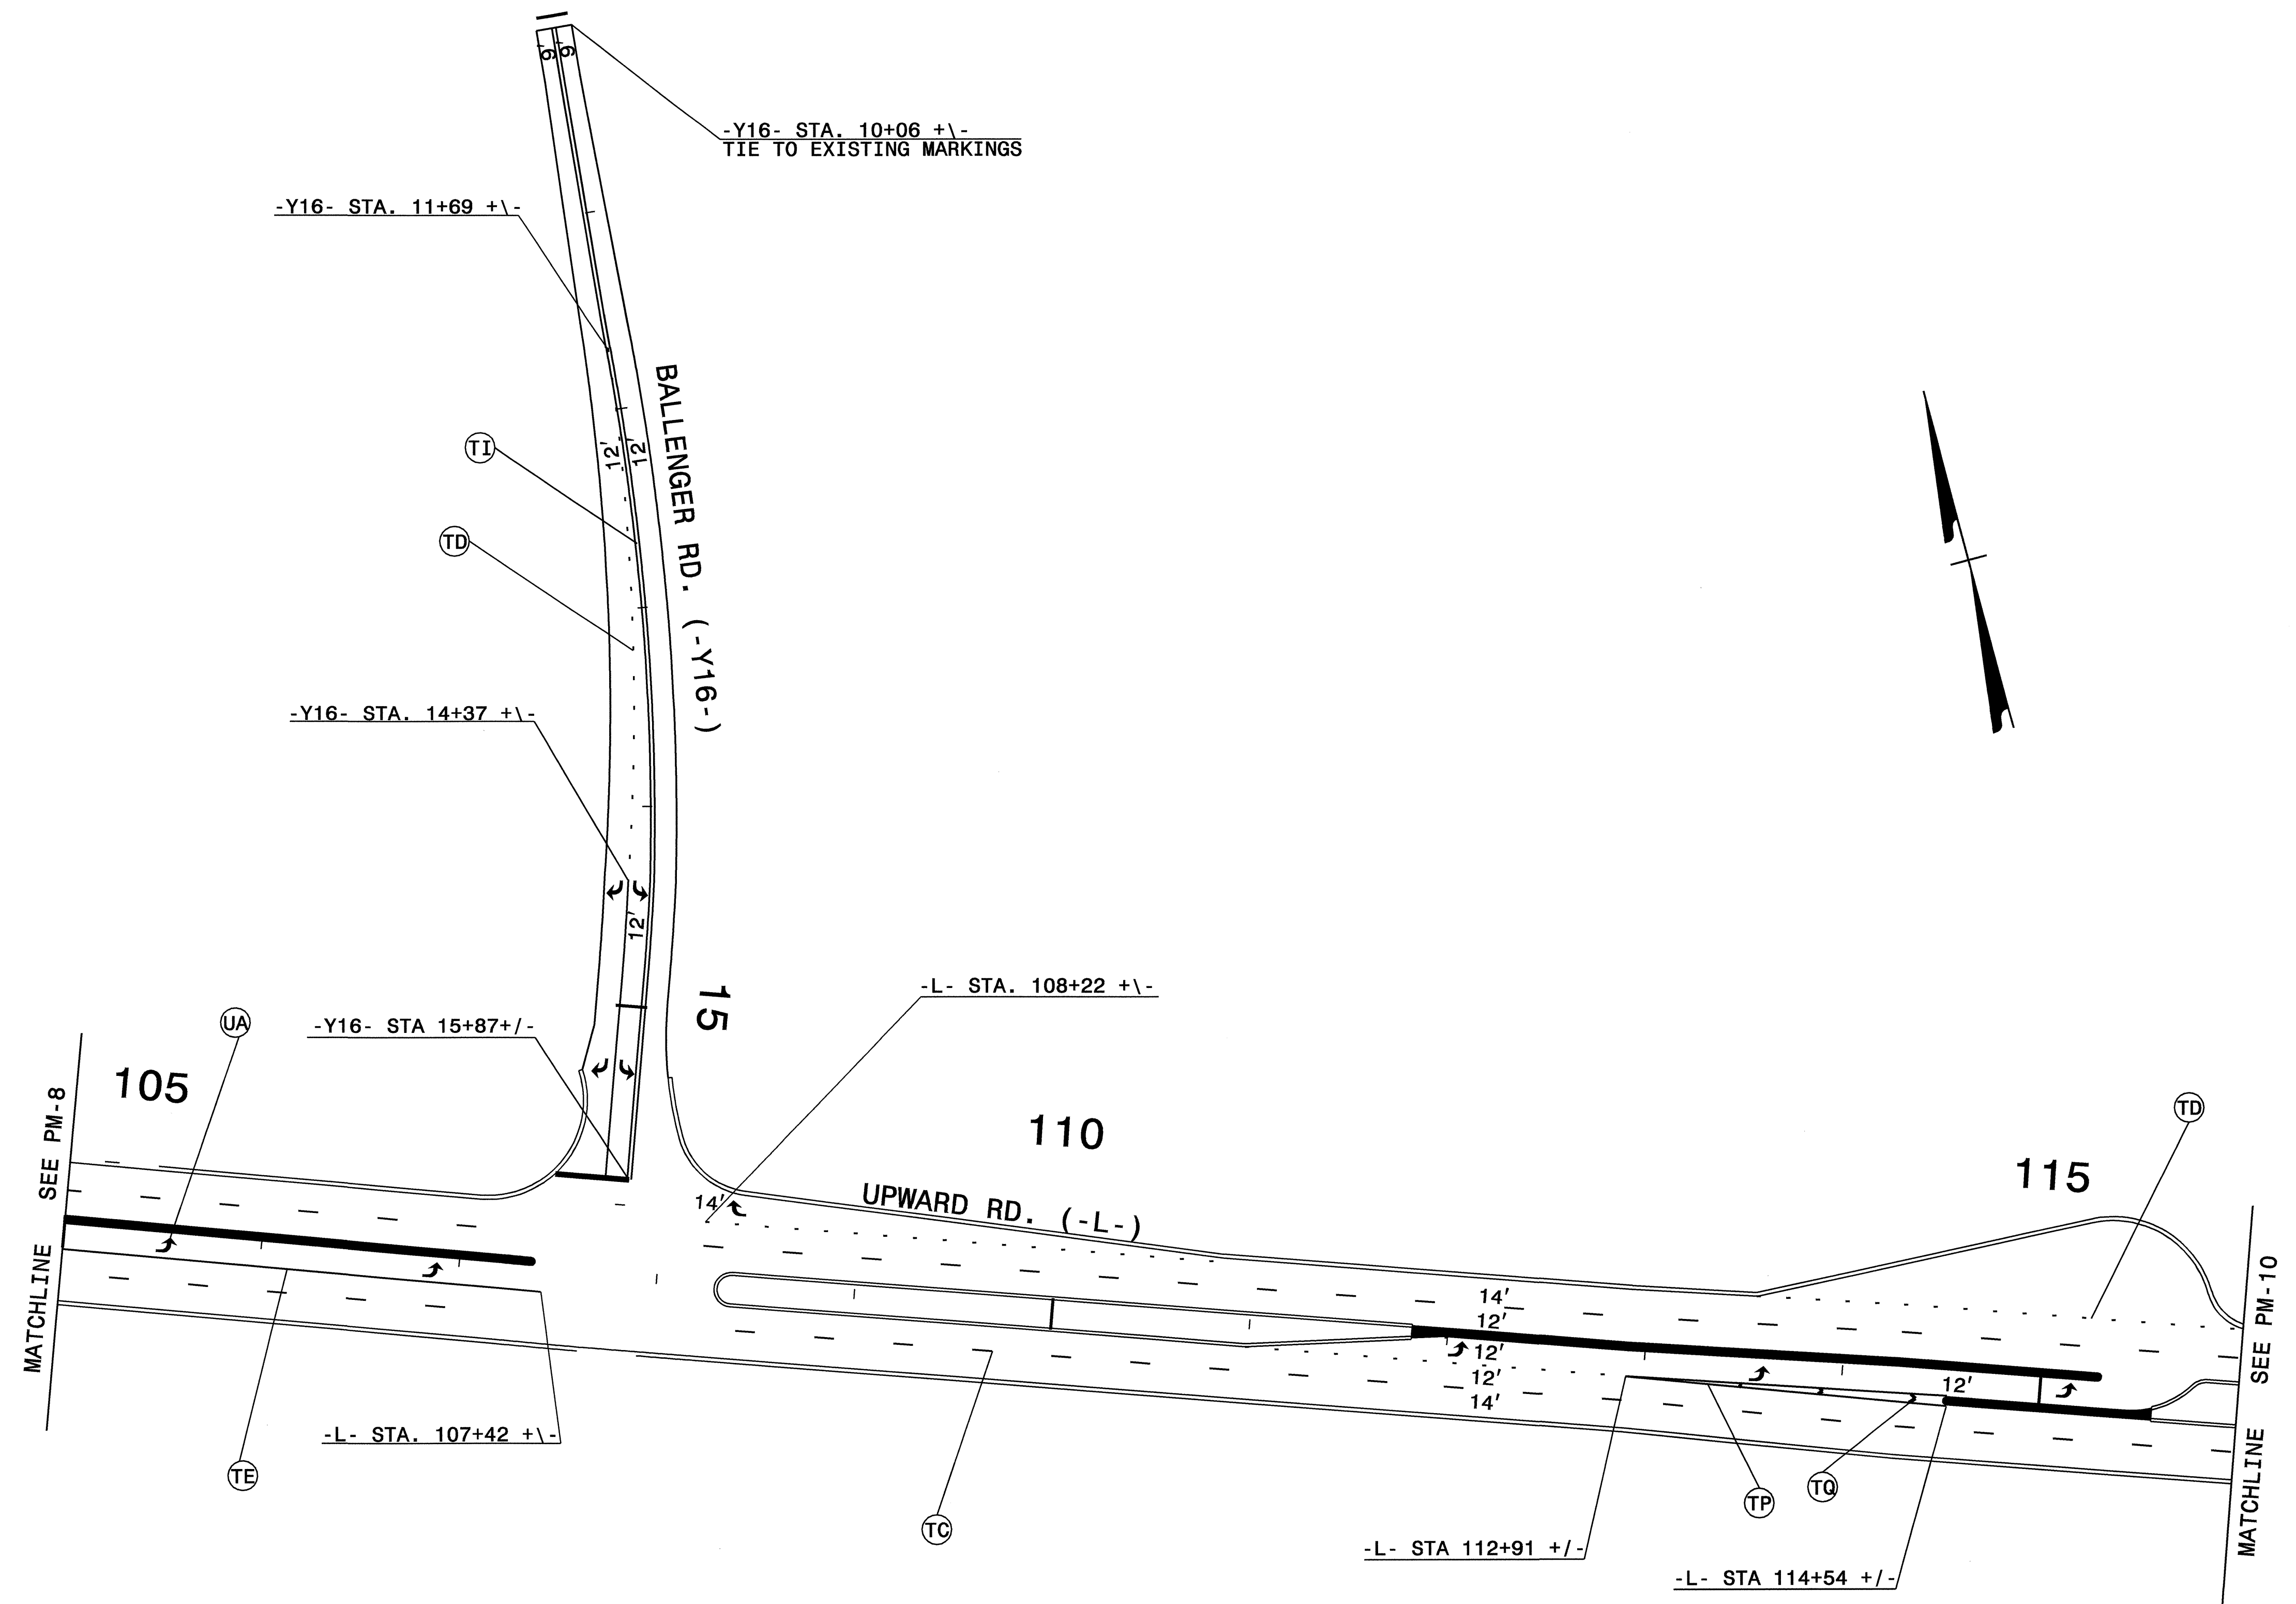 9'
9'
-Y16- STA. 10+06 +\-
TIE TO EXISTING MARKINGS
-Y16- STA. 11+69 +\-
BALLENGER RD. (-Y16-)
TI
12'
12'
TD
-Y16- STA. 14+37 +\-
12'
15
-L- STA. 108+22 +\-
UA
-Y16- STA 15+87+/-
105
110
115
TD
MATCHLINE SEE PM-8
14'
UPWARD RD. (-L-)
14'
12'
12'
12'
14'
12'
MATCHLINE SEE PM-10
-L- STA. 107+42 +\-
TE
TC
TP
TQ
-L- STA 112+91 +/-
-L- STA 114+54 +/-